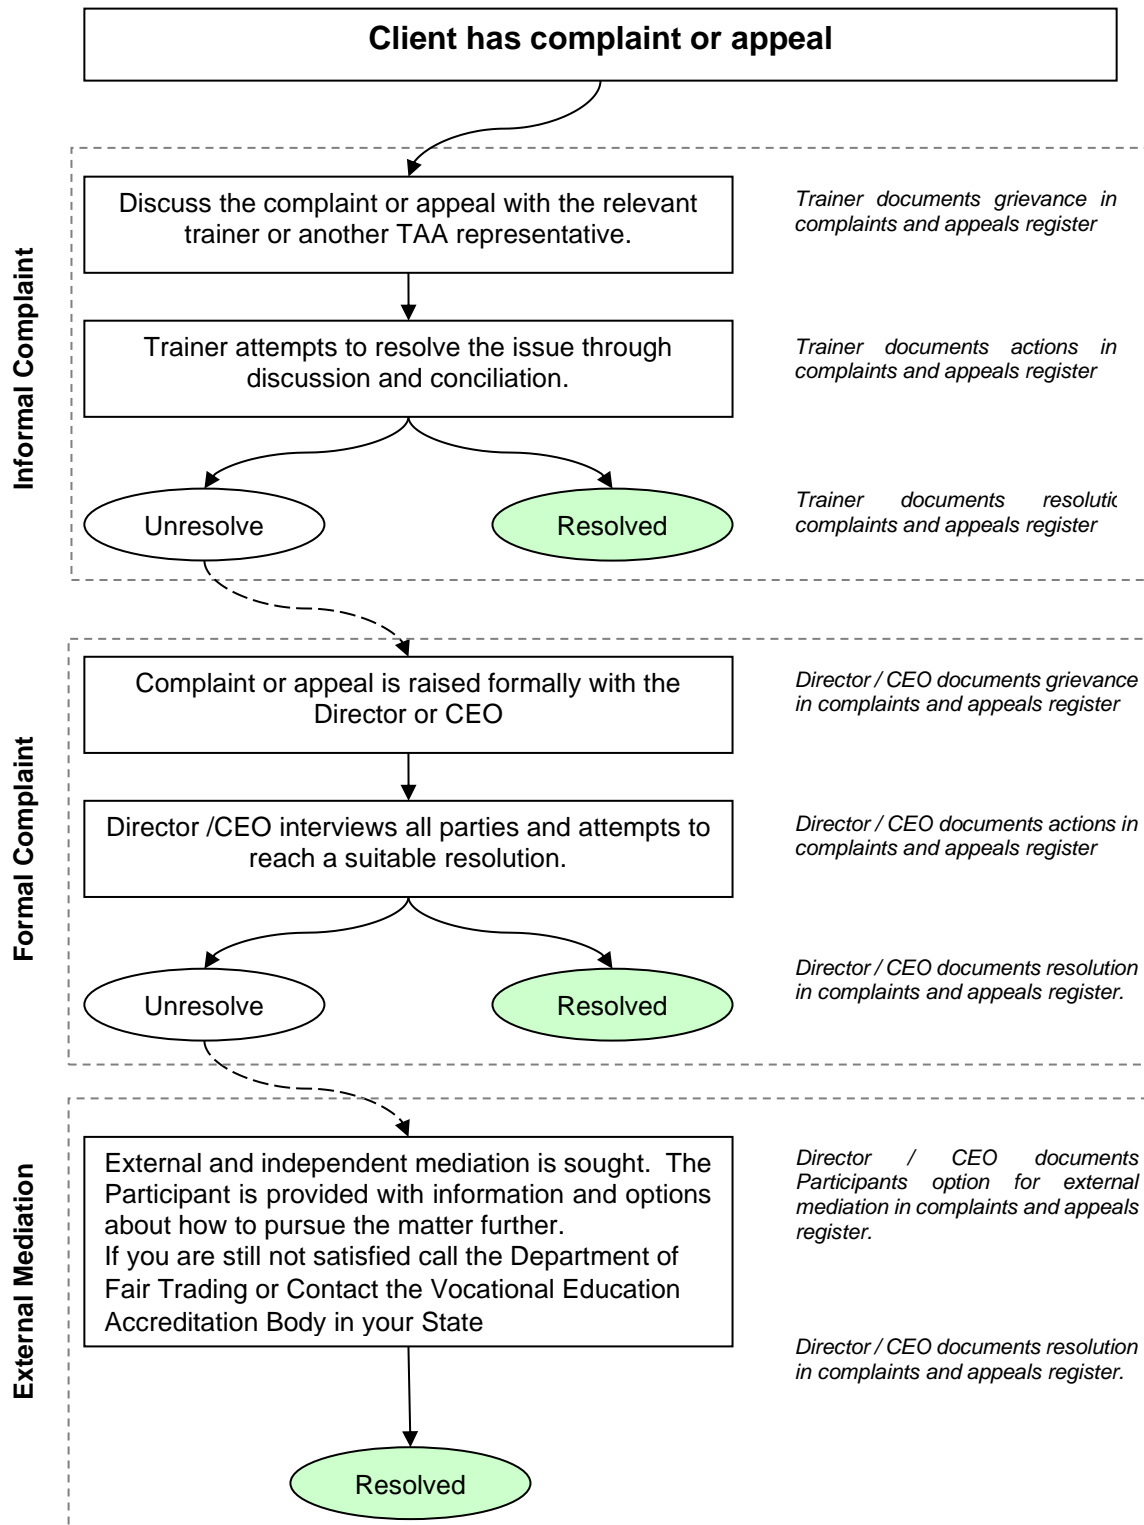 Client has complaint or appeal
Informal Complaint
Discuss the complaint or appeal with the relevant
trainer or another TAA representative.
Trainer documents grievance in
complaints and appeals register
Trainer attempts to resolve the issue through
discussion and conciliation.
Trainer documents actions in
complaints and appeals register
Unresolve
Resolved
Trainer documents resolutic
complaints and appeals register
Formal Complaint
Complaint or appeal is raised formally with the
Director or CEO
Director / CEO documents grievance
in complaints and appeals register
Director /CEO interviews all parties and attempts to
reach a suitable resolution.
Director / CEO documents actions in
complaints and appeals register
Unresolve
Resolved
Director / CEO documents resolution
in complaints and appeals register.
External Mediation
External and independent mediation is sought.  The
Participant is provided with information and options
about how to pursue the matter further.
If you are still not satisfied call the Department of
Fair Trading or Contact the Vocational Education
Accreditation Body in your State
Director / CEO documents
Participants option for external
mediation in complaints and appeals
register.
Director / CEO documents resolution
in complaints and appeals register.
Resolved